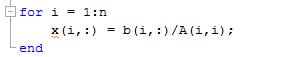 for i = 1:n
x(i,:) = b(i,:)/A(i,i);
end